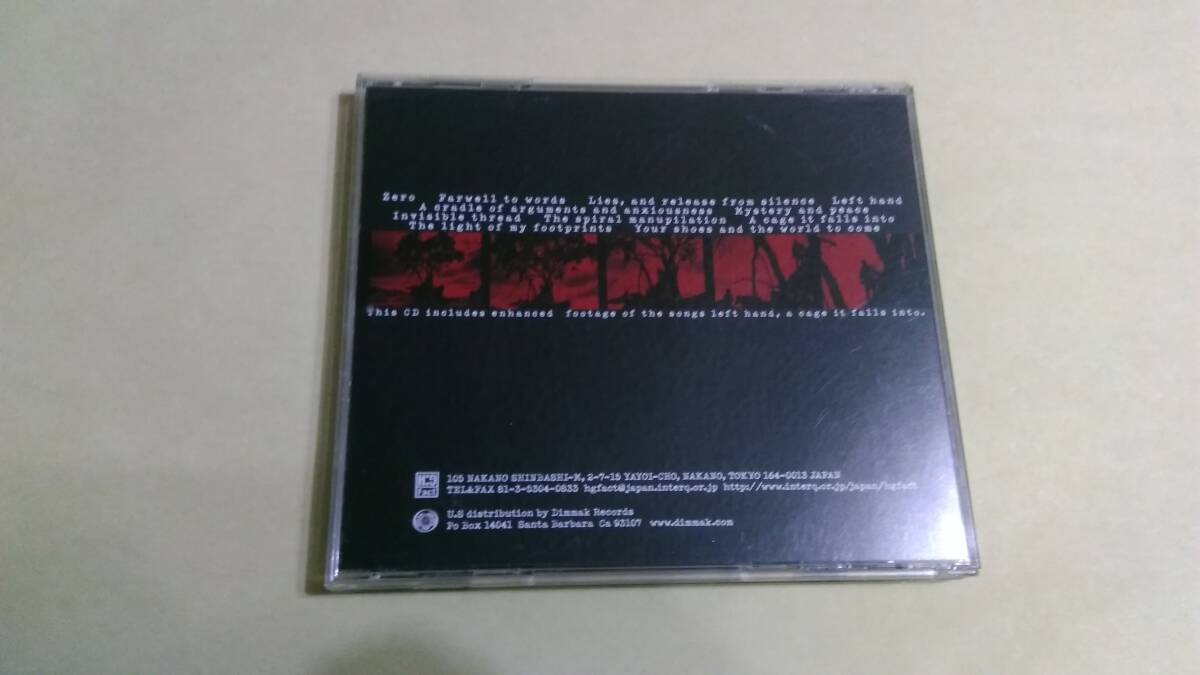 Zero Farwell to words Lies, and release from silence Left hand
A cradle of arguments and anxiousness Mystery and peace
Invisible thread The spiral manupilation A cage it falls into
The light of my footprints Your shoes and the world to come
This CD includes enhanced footage of the songs left hand, a cage it falls into.
HG fact
105 NAKANO SHINBASHI-M, 2-7-15 YAYOI-CHO, NAKANO, TOKYO 164-0013 JAPAN
TEL&FAX 81-3-5304-0833 hgfact@japan.interq.or.jp http://www.interq.or.jp/japan/hgfact
U.S distribution by Dimmak Records
Po Box 14041 Santa Barbara Ca 93107 www.dimmak.com